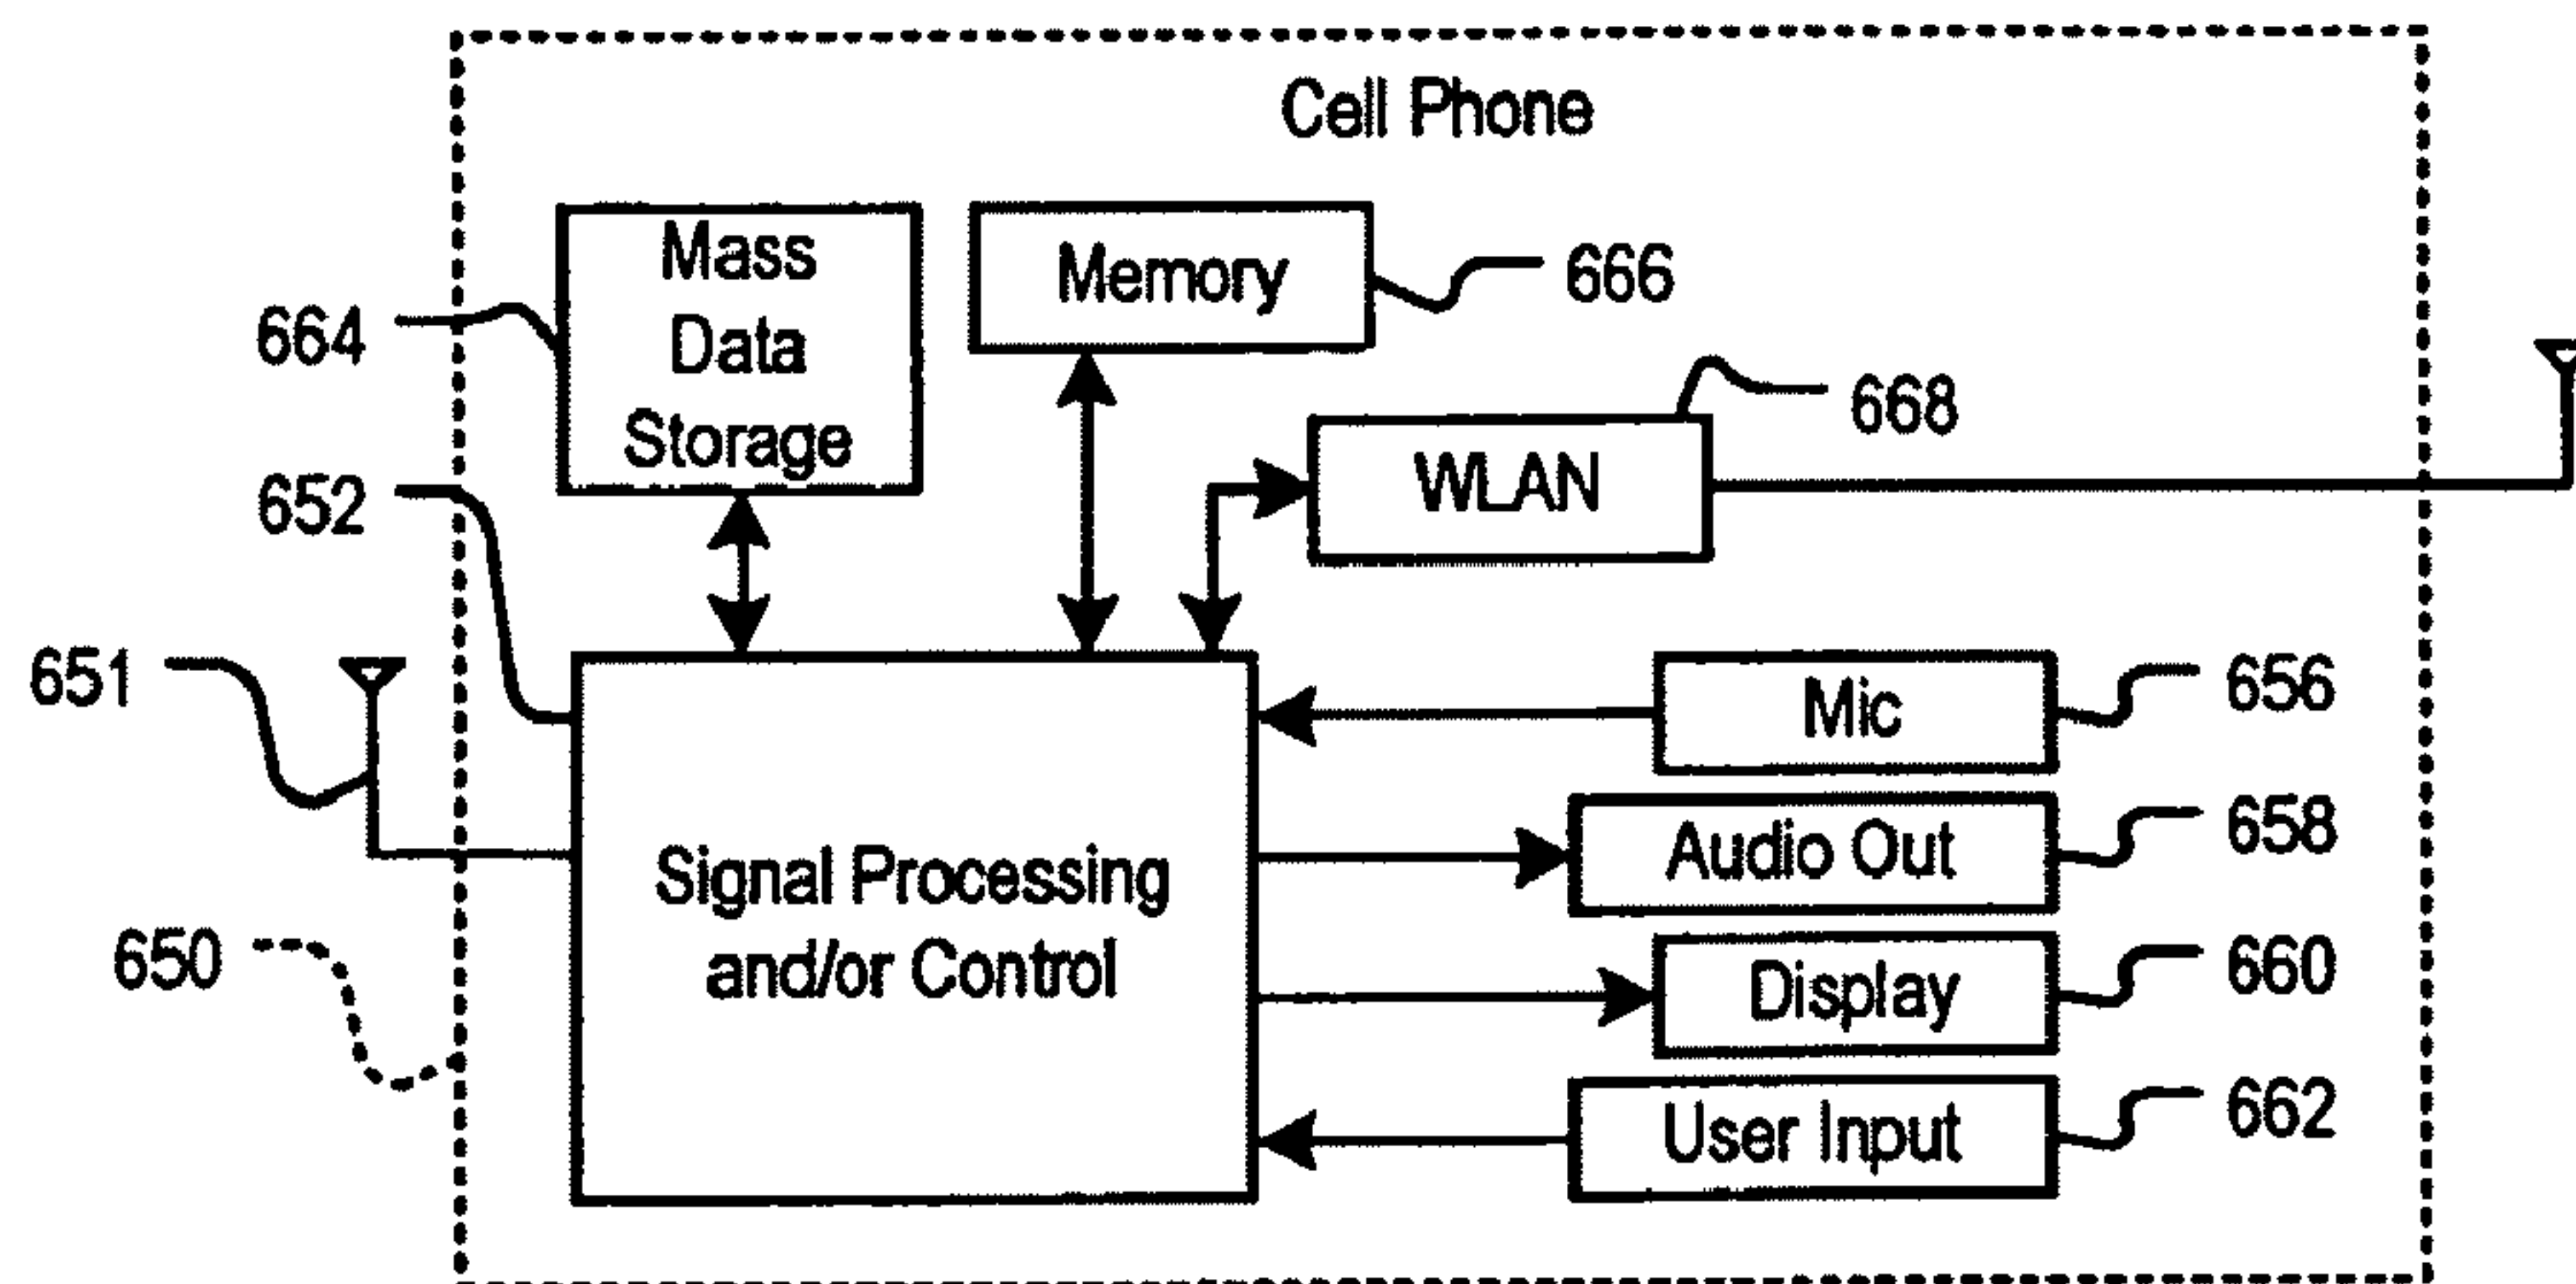 Cell Phone
Mass
Data
Storage
Memory
666
664
668
WLAN
652
651
Mic
656
Audio Out
658
Signal Processing
and/or Control
650
Display
660
User Input
662